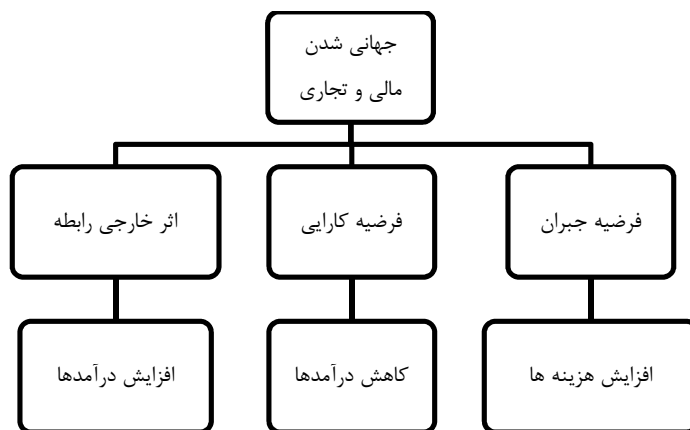 جهانی شدن
مالی و تجاری
فرضیه جبران
فرضیه کارایی
اثر خارجی رابطه
افزایش هزینه ها
کاهش درآمدها
افزایش درآمدها